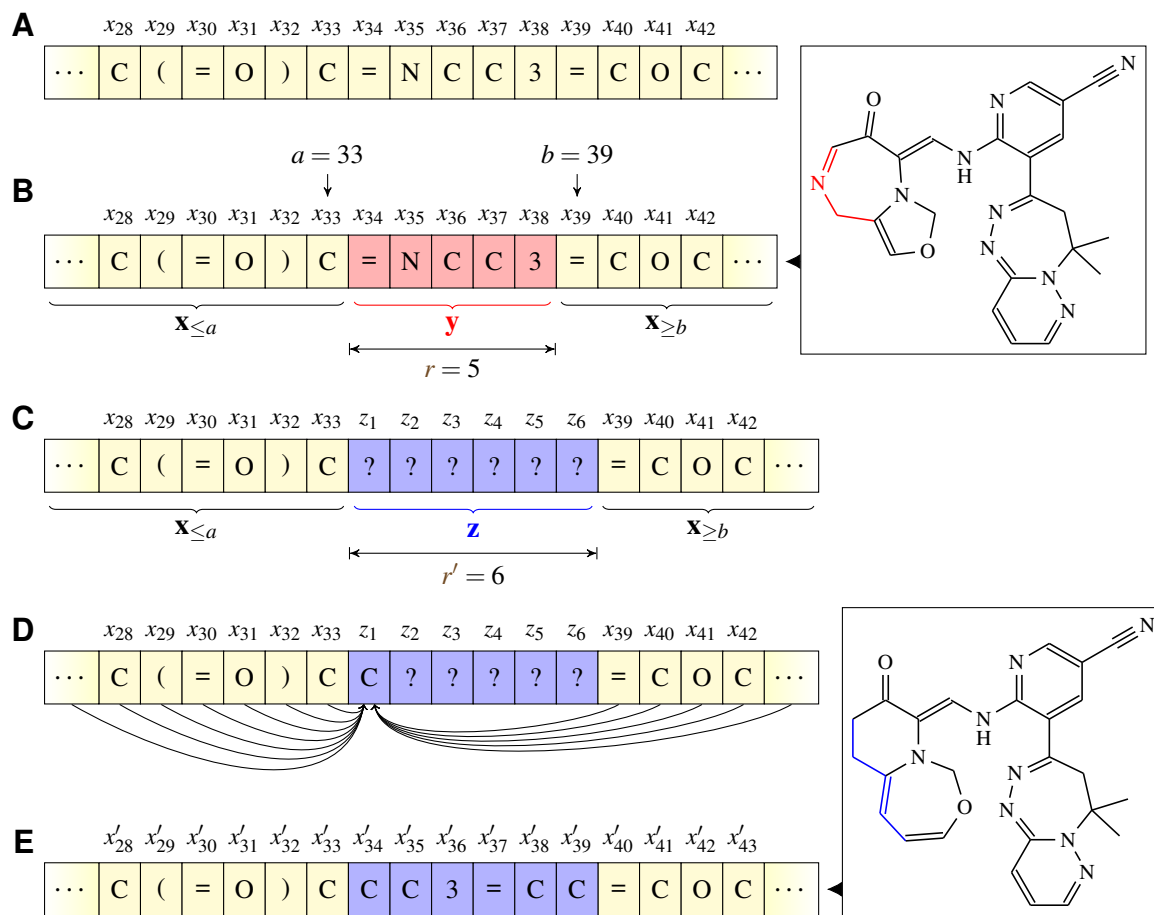 A
x28 x29 x30 x31 x32 x33 x34 x35 x36 x37 x38 x39 x40 x41 x42
⋯ C ( = O ) C = N C C 3 = C O C ⋯
a = 33 b = 39
B
x28 x29 x30 x31 x32 x33 x34 x35 x36 x37 x38 x39 x40 x41 x42
⋯ C ( = O ) C = N C C 3 = C O C ⋯
x≤a y x≥b
r = 5
N
O N
N
H
N N
N
O N
N N
N
C
x28 x29 x30 x31 x32 x33 z1 z2 z3 z4 z5 z6 x39 x40 x41 x42
⋯ C ( = O ) C ? ? ? ? ? ? = C O C ⋯
x≤a z x≥b
r′ = 6
D
x28 x29 x30 x31 x32 x33 z1 z2 z3 z4 z5 z6 x39 x40 x41 x42
⋯ C ( = O ) C C ? ? ? ? ? = C O C ⋯
E
x′28 x′29 x′30 x′31 x′32 x′33 x′34 x′35 x′36 x′37 x′38 x′39 x′40 x′41 x′42 x′43
⋯ C ( = O ) C C C 3 = C C = C O C ⋯
N
O N
N
H
N N
O N
N N
N